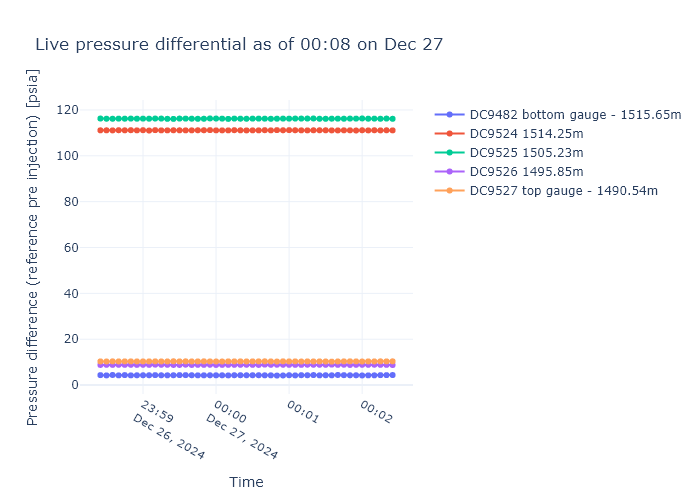 Live pressure differential as of 00:08 on Dec 27
Pressure difference (reference pre injection) [psia]
120
100
80
60
40
20
0
23:59
Dec 26, 2024
00:00
Dec 27, 2024
00:01
00:02
Time
DC9482 bottom gauge - 1515.65m
DC9524 1514.25m
DC9525 1505.23m
DC9526 1495.85m
DC9527 top gauge - 1490.54m